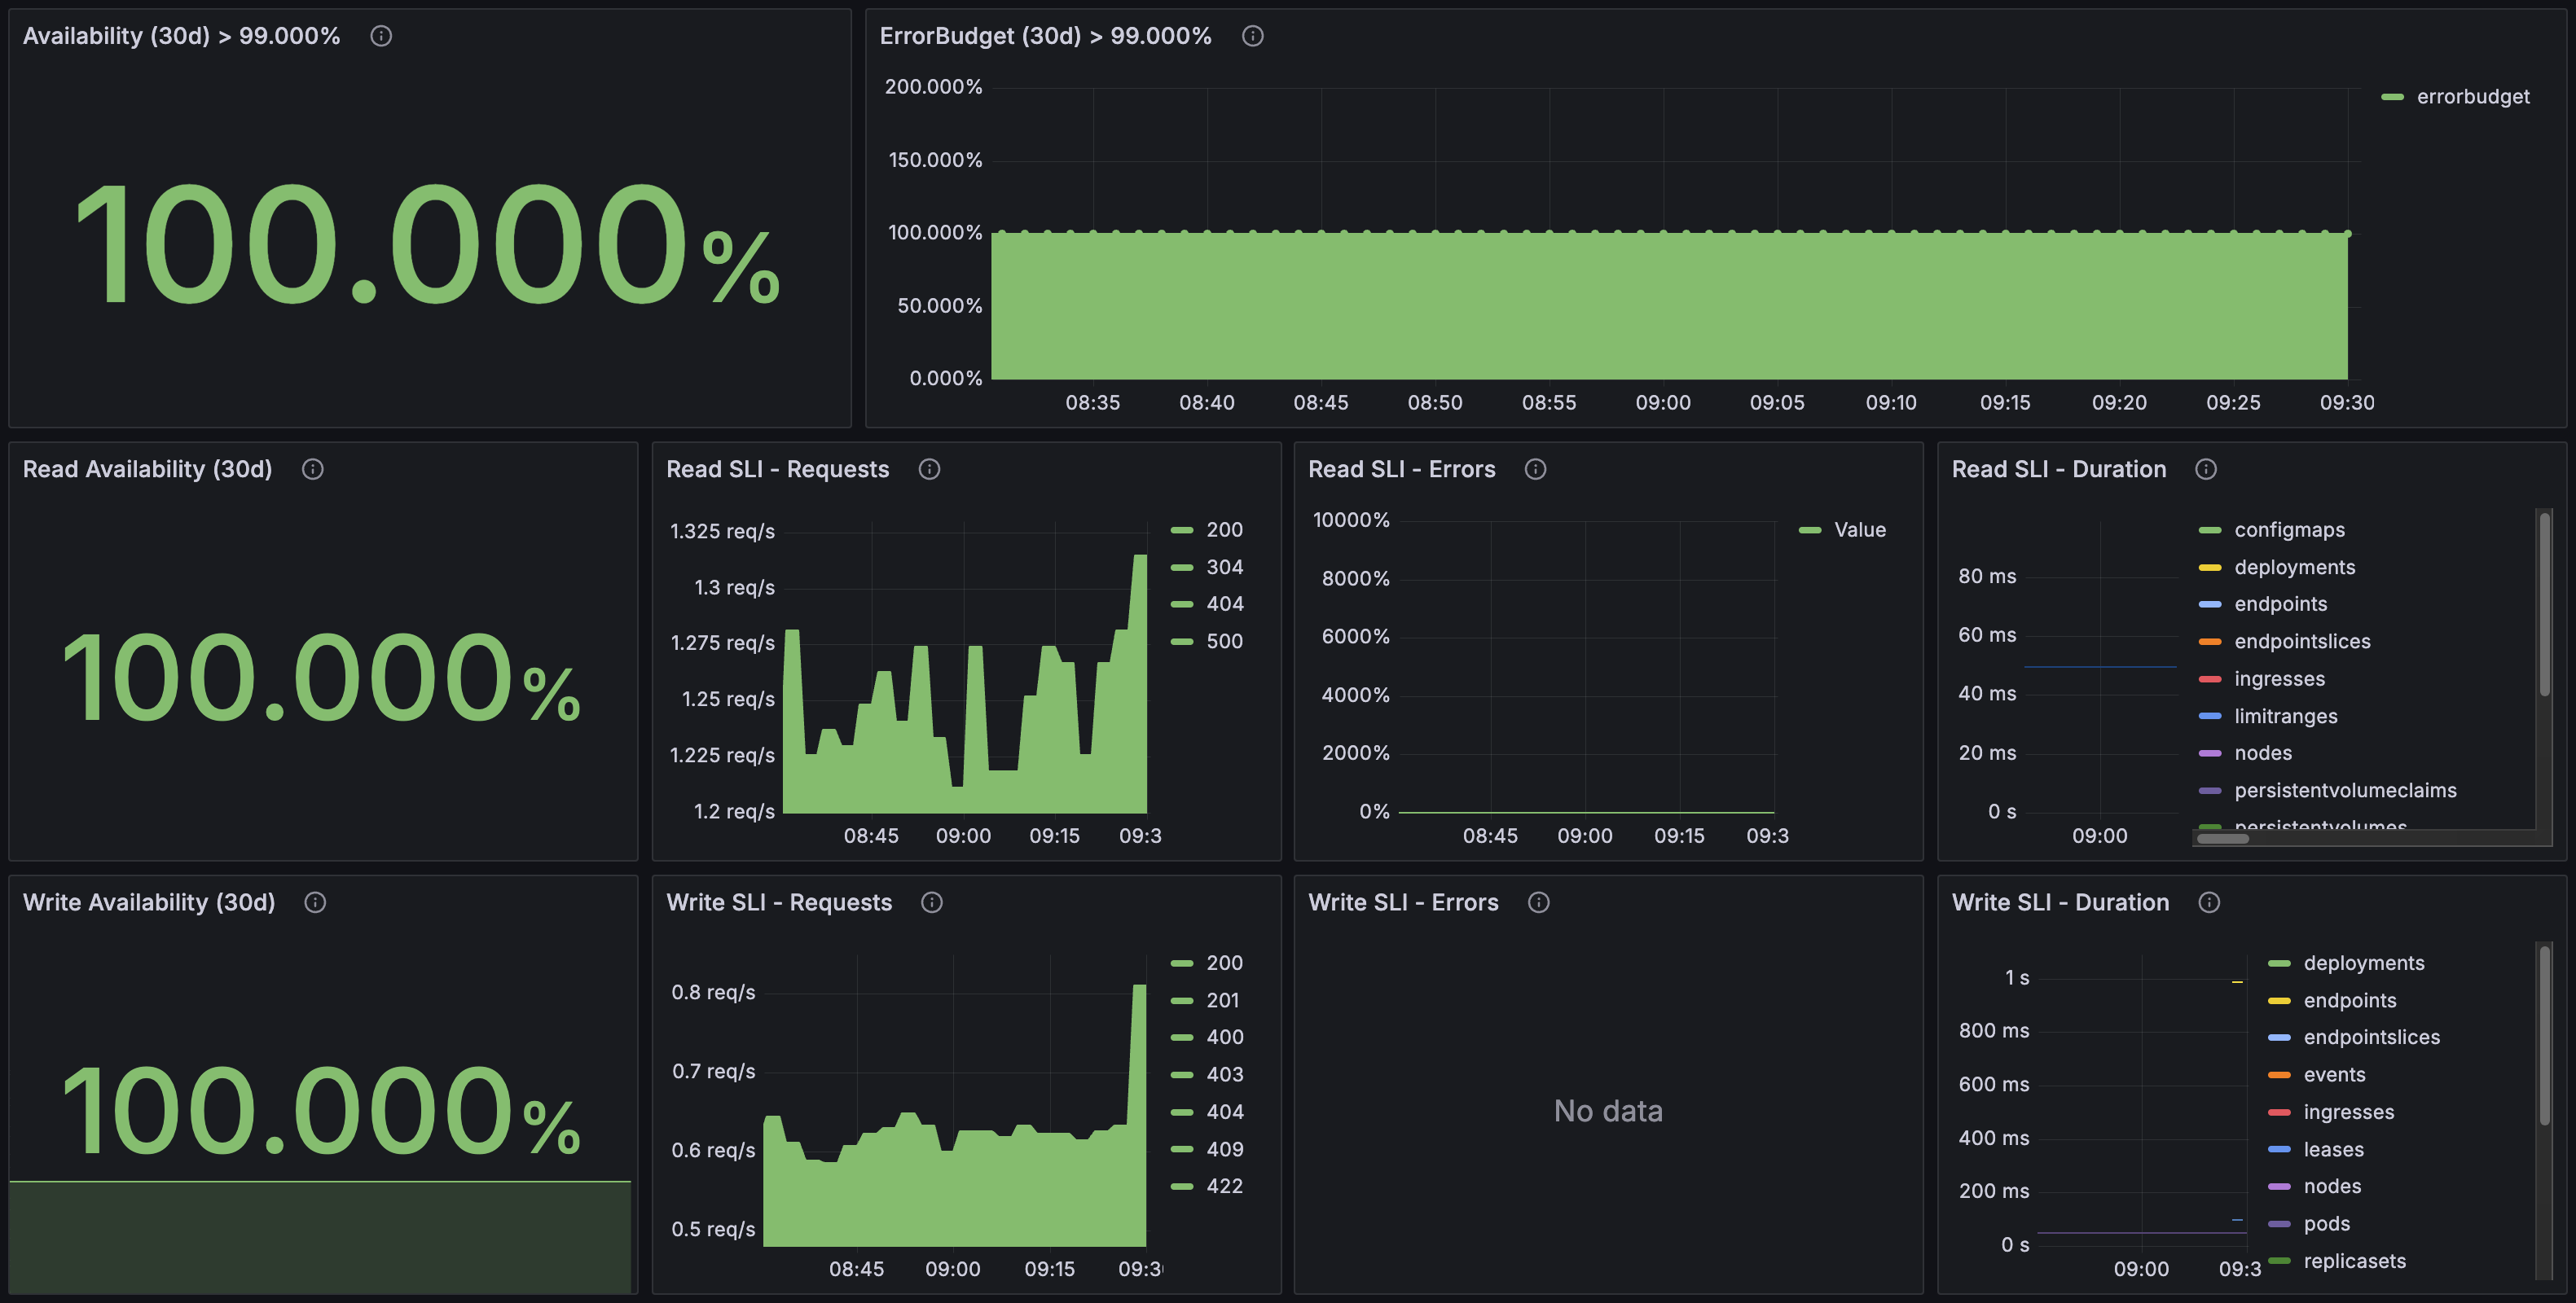 Availability (30d) > 99.000%
100.000%
ErrorBudget (30d) > 99.000%
200.000%
150.000%
100.000%
50.000%
0.000%
08:35 08:40 08:45 08:50 08:55 09:00 09:05 09:10 09:15 09:20 09:25 09:30
errorbudget
Read Availability (30d)
100.000%
Read SLI - Requests
1.325 req/s
1.3 req/s
1.275 req/s
1.25 req/s
1.225 req/s
1.2 req/s
08:45 09:00 09:15 09:3
200
304
404
500
Read SLI - Errors
10000%
8000%
6000%
4000%
2000%
0%
08:45 09:00 09:15 09:3
Value
Read SLI - Duration
80 ms
60 ms
40 ms
20 ms
0 s
09:00
configmaps
deployments
endpoints
endpointslices
ingresses
limitranges
nodes
persistentvolumeclaims
persistentvolumes
Write Availability (30d)
100.000%
Write SLI - Requests
0.8 req/s
0.7 req/s
0.6 req/s
0.5 req/s
08:45 09:00 09:15 09:3
200
201
400
403
404
409
422
Write SLI - Errors
No data
Write SLI - Duration
1 s
800 ms
600 ms
400 ms
200 ms
0 s
09:00 09:3
deployments
endpoints
endpointslices
events
ingresses
leases
nodes
pods
replicasets